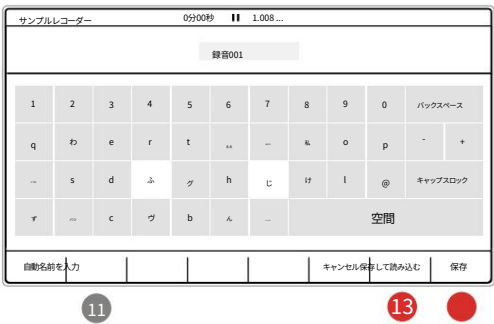 サンプルレコーダー 0分00秒 1.008 ...
録音001
1 2 3 4 5 6 7 8 9 0 バックスペース
q わ e r t 私 o p - +
s d ふ グ h じ け l @ キャップスロック
ず c ヴ b ん ... 空間
自動名前を入力 キャンセル保存して読み込む 保存
11 13